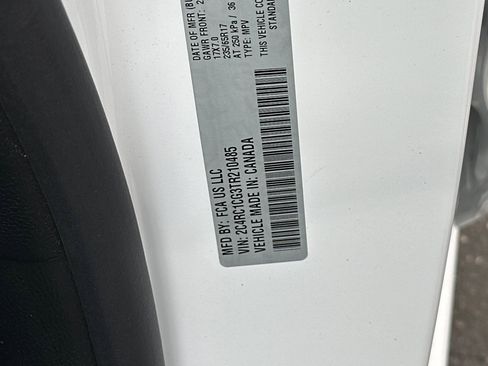 MFD BY: FCA US LLC
DATE OF MFR
GAWR FRONT:
17X7.0
235/65R17
AT 250 kPa / 36
TYPE: MPV
THIS VEHICLE
STANDA
VIN: 2C4RC1CG3TR210485
VEHICLE MADE IN: CANADA